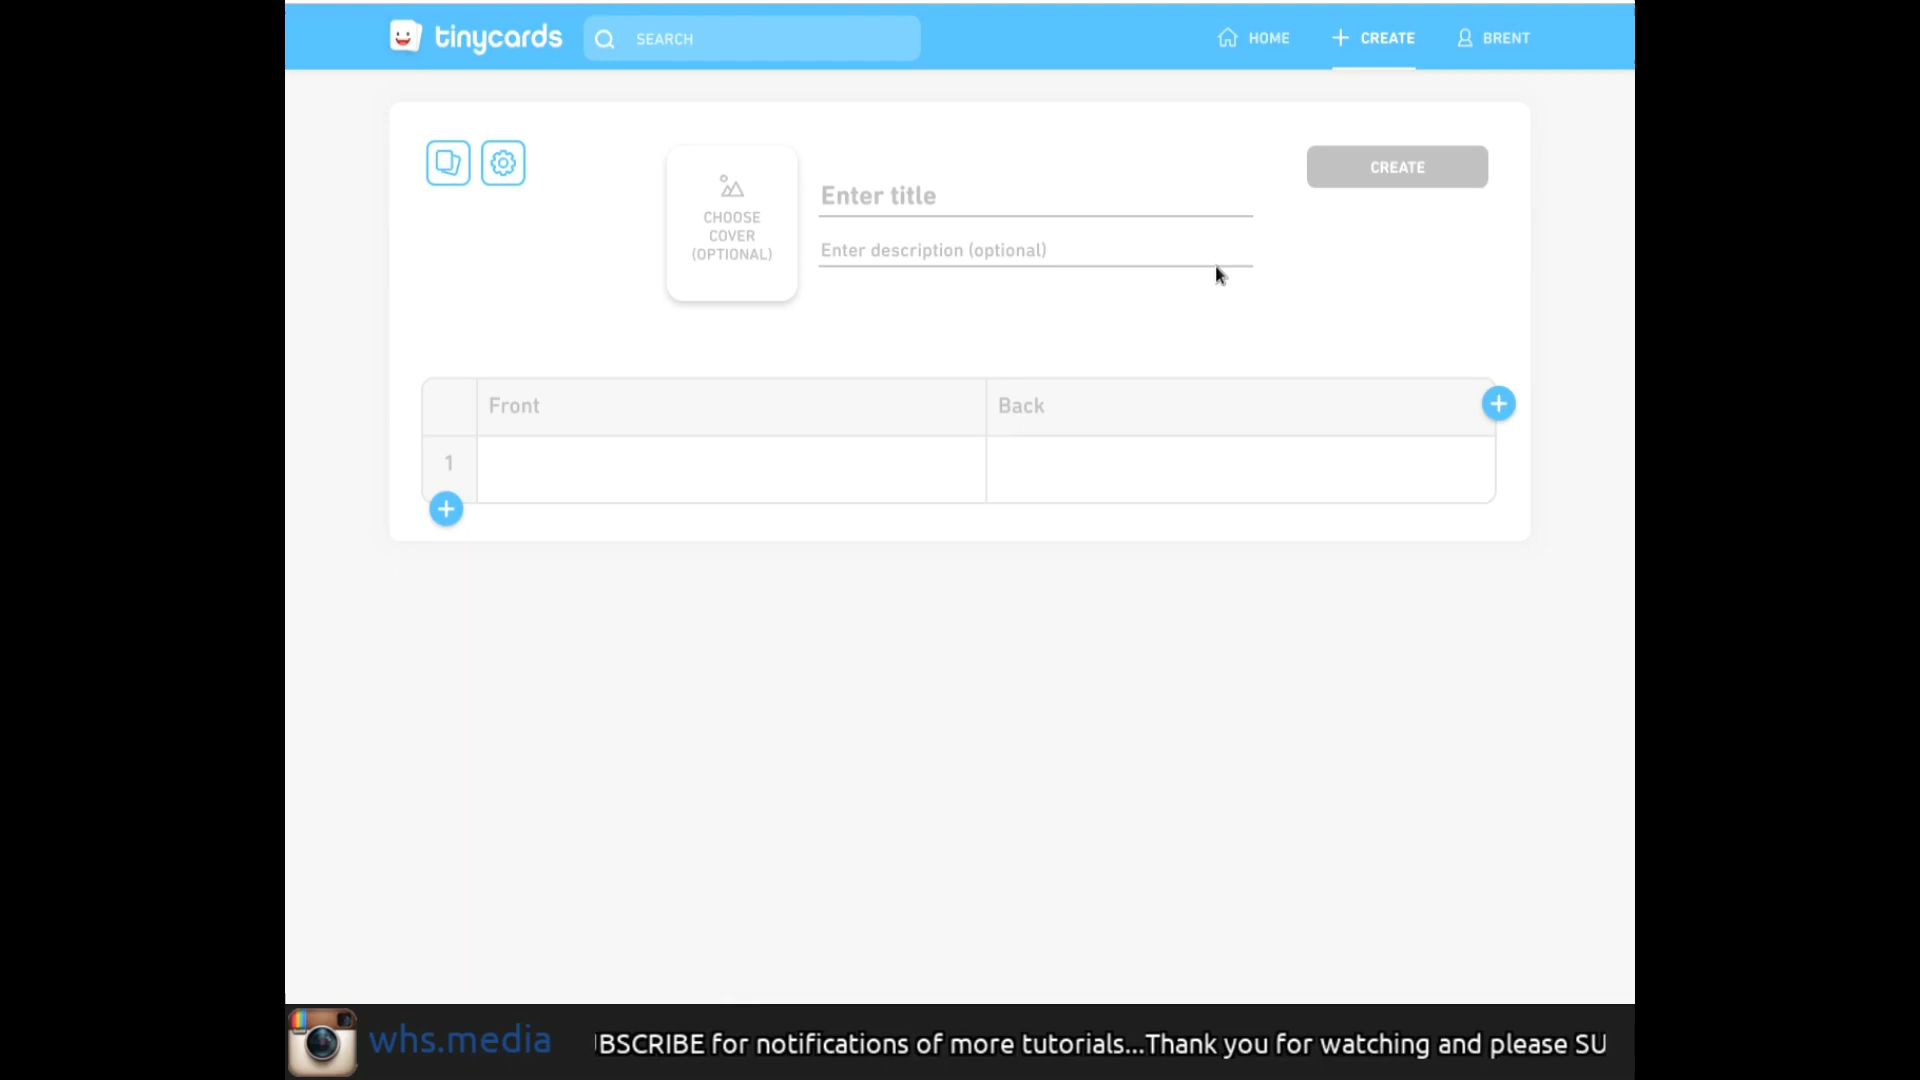 tinycards
SEARCH
HOME
CREATE
BRENT
CREATE
CHOOSE
COVER
(OPTIONAL)
Enter title
Enter description (optional)
Front
Back
1
whs.media
BSCRIBE for notifications of more tutorials...Thank you for watching and please SU